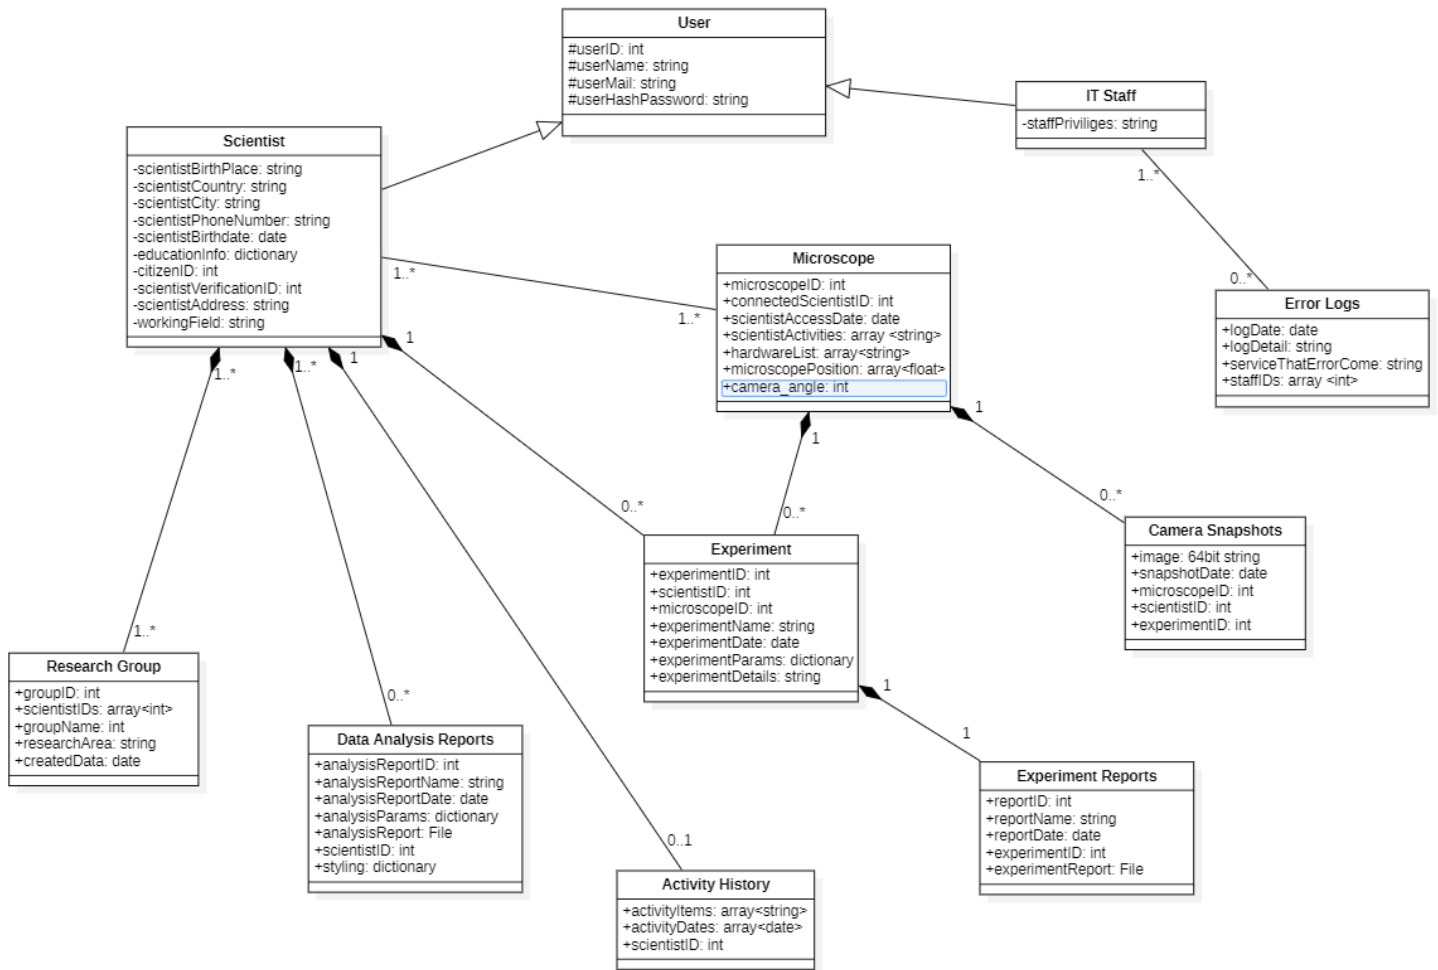 User
#userID: int
#userName: string
#userMail: string
#userHashPassword: string
IT Staff
-staffPriviliges: string
1..*
0..*
Scientist
-scientistBirthPlace: string
-scientistCountry: string
-scientistCity: string
-scientistPhoneNumber: string
-scientistBirthdate: date
-educationInfo: dictionary
-citizenID: int
-scientistVerificationID: int
-scientistAddress: string
-workingField: string
1..*
1..*
Microscope
+microscopeID: int
+connectedScientistID: int
+scientistAccessDate: date
+scientistActivities: array <string>
+hardwareList: array<string>
+microscopePosition: array<float>
+camera_angle: int
Error Logs
+logDate: date
+logDetail: string
+serviceThatErrorCome: string
+staffIDs: array <int>
1..*
1..*
1
1
1
1
0..*
0..*
0..*
Experiment
+experimentID: int
+scientistID: int
+microscopeID: int
+experimentName: string
+experimentDate: date
+experimentParams: dictionary
+experimentDetails: string
Camera Snapshots
+image: 64bit string
+snapshotDate: date
+microscopeID: int
+scientistID: int
+experimentID: int
1..*
Research Group
+groupID: int
+scientistIDs: array<int>
+groupName: int
+researchArea: string
+createdData: date
0..*
Data Analysis Reports
+analysisReportID: int
+analysisReportName: string
+analysisReportDate: date
+analysisParams: dictionary
+analysisReport: File
+scientistID: int
+styling: dictionary
1
1
Experiment Reports
+reportID: int
+reportName: string
+reportDate: date
+experimentID: int
+experimentReport: File
0..1
Activity History
+activityItems: array<string>
+activityDates: array<date>
+scientistID: int